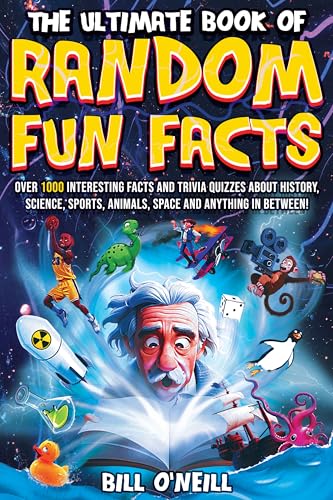 THE ULTIMATE BOOK OF
RANDOM
FUN FACTS
OVER 1000 INTERESTING FACTS AND TRIVIA QUIZZES ABOUT HISTORY,
SCIENCE, SPORTS, ANIMALS, SPACE AND ANYTHING IN BETWEEN!
BILL O'NEILL